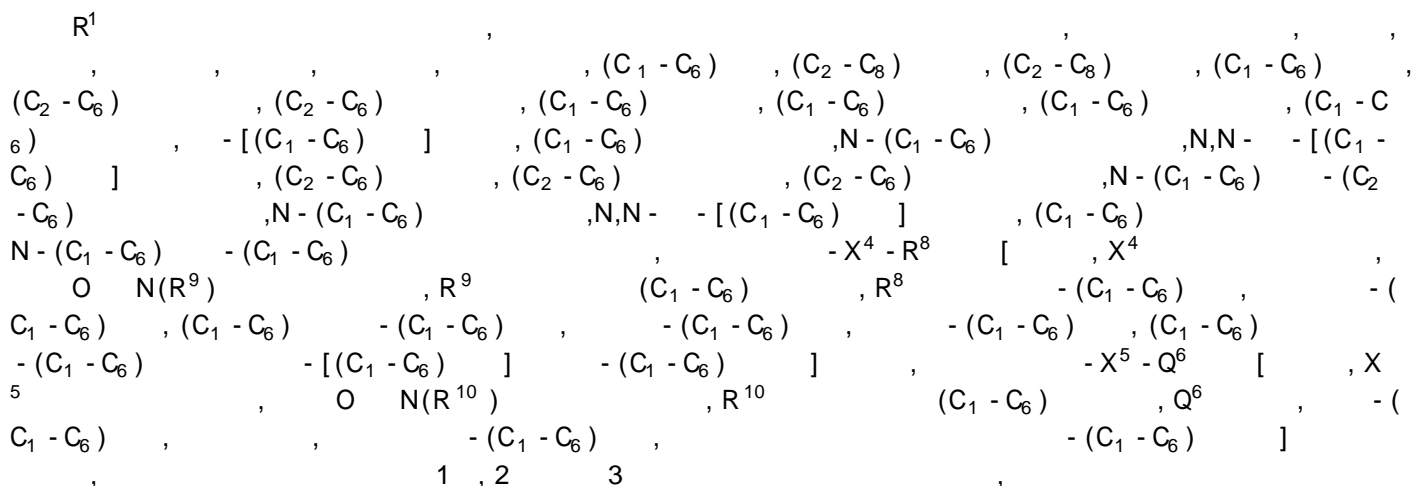 R¹ , , , ,
, , , , , (C₁ - C₆) , (C₂ - C₈) , (C₂ - C₈) , (C₁ - C₆) ,
(C₂ - C₆) , (C₂ - C₆) , (C₁ - C₆) , (C₁ - C₆) , (C₁ - C₆) , (C₁ - C
₆) , - [(C₁ - C₆) ] , (C₁ - C₆) ,N - (C₁ - C₆) ,N,N - - [(C₁ -
C₆) ] , (C₂ - C₆) , (C₂ - C₆) , (C₂ - C₆) ,N - (C₁ - C₆) - (C₂
- C₆) ,N - (C₁ - C₆) ,N,N - - [(C₁ - C₆) ] , (C₁ - C₆)
N - (C₁ - C₆) - (C₁ - C₆) , - X⁴ - R⁸ [ , X⁴ ,
O N(R⁹) , R⁹ (C₁ - C₆) , R⁸ - (C₁ - C₆) , - (
C₁ - C₆) , (C₁ - C₆) - (C₁ - C₆) , - (C₁ - C₆) , - (C₁ - C₆) , (C₁ - C₆)
- (C₁ - C₆) - [(C₁ - C₆) ] - (C₁ - C₆) ] , - X⁵ - Q⁶ [ , X
⁵ , O N(R¹⁰) , R¹⁰ (C₁ - C₆) , Q⁶ , - (
C₁ - C₆) , , - (C₁ - C₆) , - (C₁ - C₆) ]
, 1 , 2 3 ,